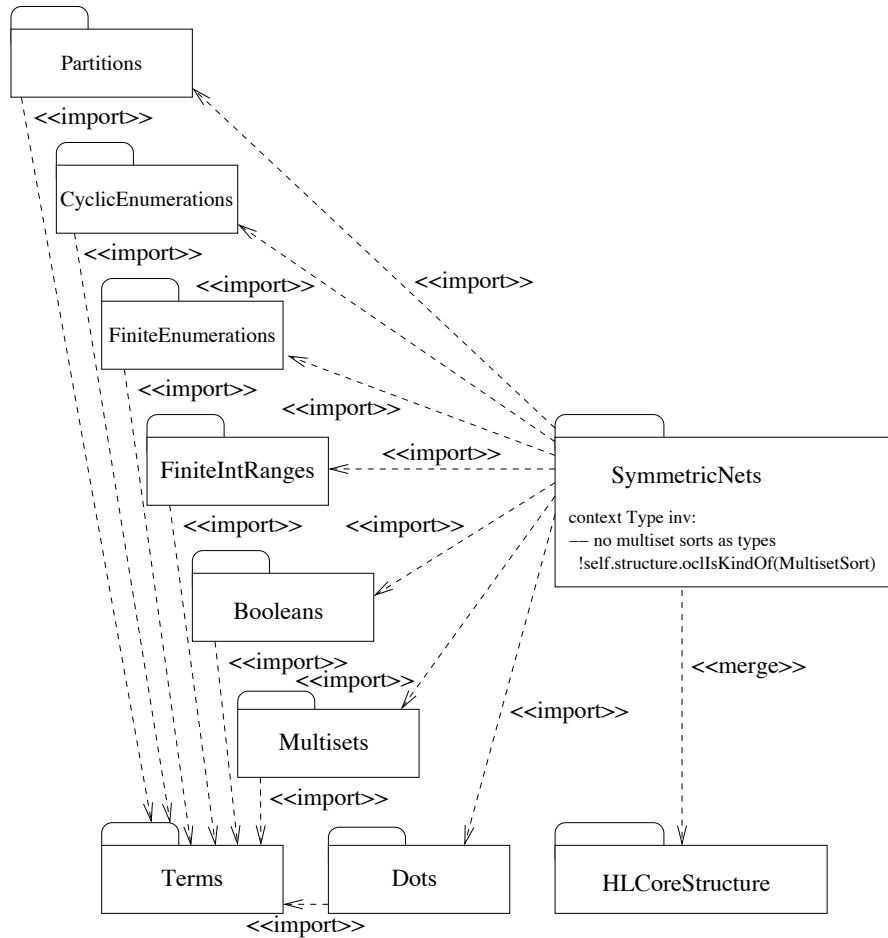 Partitions
<<import>>
<<import>>
CyclicEnumerations
<<import>>
<<import>>
<<import>>
FiniteEnumerations
<<import>>
<<import>>
FiniteIntRanges
<<import>>
SymmetricNets
<<import>>
<<import>>
context Type inv:
−− no multiset sorts as types
!self.structure.oclIsKindOf(MultisetSort)
Booleans
<<import>>
<<import>>
<<merge>>
<<import>>
Multisets
<<import>>
Terms
Dots
HLCoreStructure
<<import>>